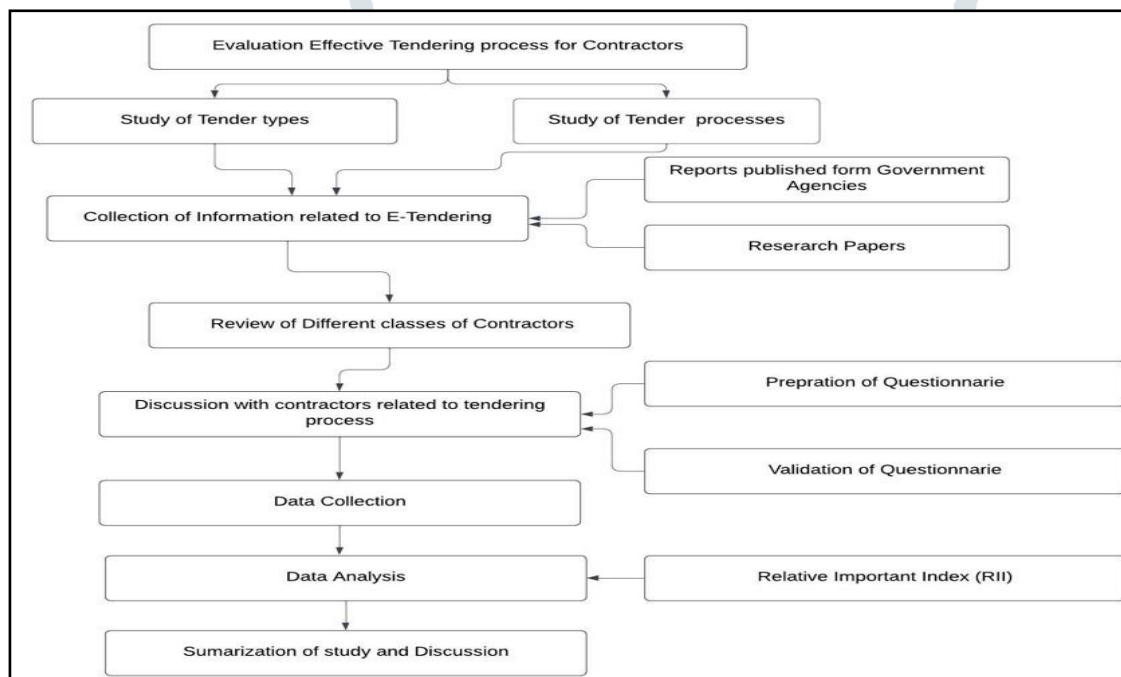 Evaluation Effective Tendering process for Contractors
Study of Tender types
Study of Tender processes
Reports published form Government
Agencies
Collection of Information related to E-Tendering
Reserarch Papers
Review of Different classes of Contractors
Prepration of Questionnarie
Discussion with contractors related to tendering
process
Validation of Questionnarie
Data Collection
Data Analysis
Relative Important Index (RII)
Sumarization of study and Discussion